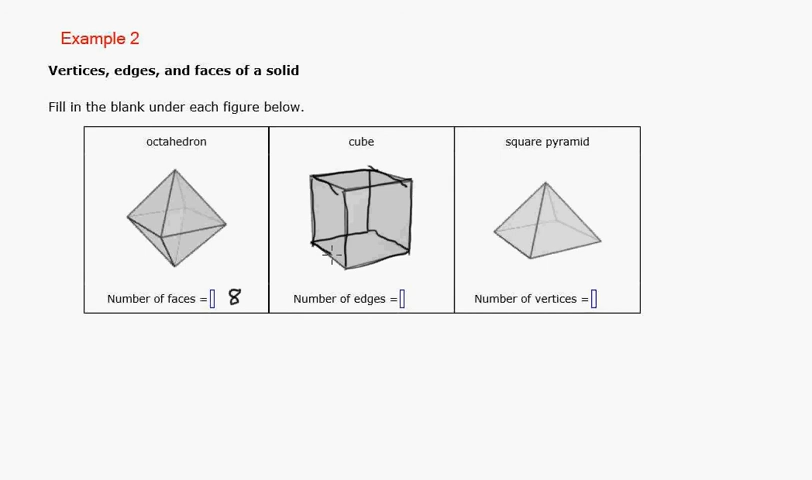 Example 2
Vertices, edges, and faces of a solid
Fill in the blank under each figure below.
octahedron
cube
square pyramid
Number of faces = 8
Number of edges =
Number of vertices =